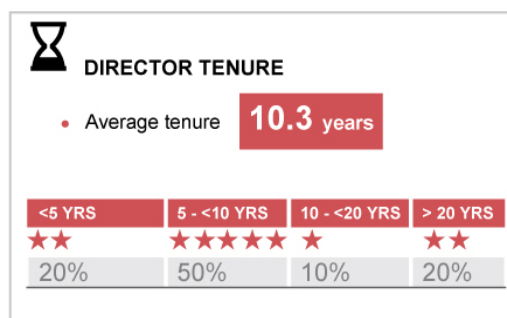 DIRECTOR TENURE
• Average tenure 10.3 years
<5 YRS 5 - <10 YRS 10 - <20 YRS > 20 YRS
★★ ★★★★★ ★ ★★
20% 50% 10% 20%